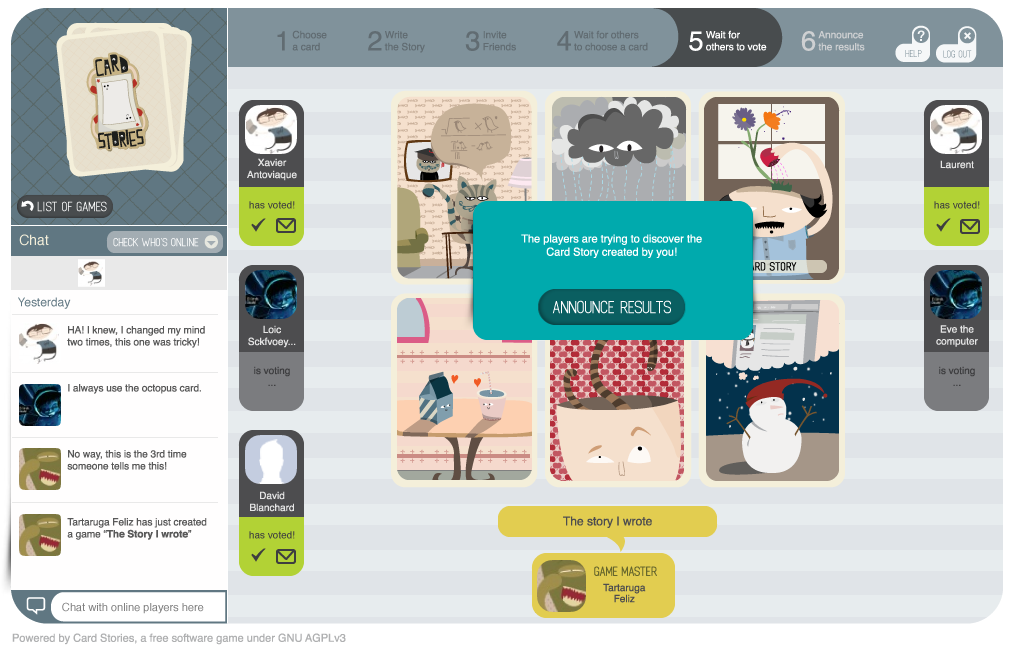 CARD
STORIES
LIST OF GAMES
Chat
CHECK WHO'S ONLINE
Yesterday
HA! I knew, I changed my mind
two times, this one was tricky!
I always use the octopus card.
No way, this is the 3rd time
someone tells me this!
Tartaruga Feliz has just created
a game "The Story I wrote"
Chat with online players here
1 Choose
a card
2 Write
the Story
3 Invite
Friends
4 Wait for others
to choose a card
5 Wait for
others to vote
6 Announce
the results
?
HELP
LOG OUT
Xavier
Antoviaque
has voted!
Loic
Sckfvoey...
is voting
...
David
Blanchard
has voted!
Laurent
has voted!
Eve the
computer
is voting
...
The players are trying to discover the
Card Story created by you!
ANNOUNCE RESULTS
ARD STORY
The story I wrote
GAME MASTER
Tartaruga
Feliz
Powered by Card Stories, a free software game under GNU AGPLv3